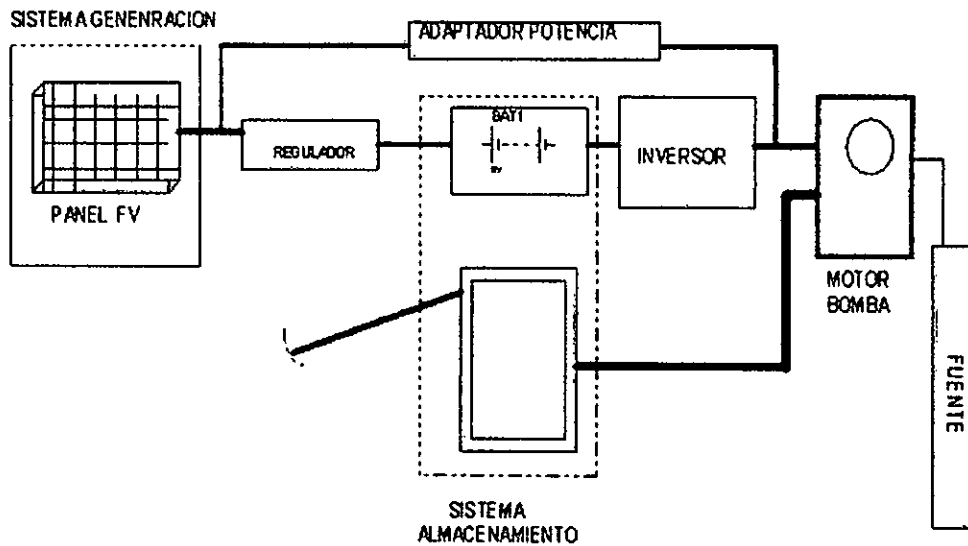 SISTEMA GENENRACION
ADAPTADOR POTENCIA
BAT1
REGULADOR
INVERSOR
PANEL FV
MOTOR
BOMBA
FUENTE
SISTEMA
ALMACENAMIENTO